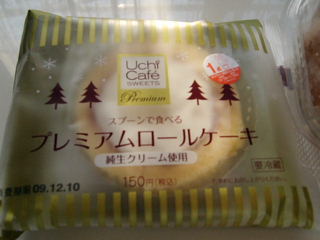 Uchi Café
SWEETS
Premium
スプーンで食べる
プレミアムロールケーキ
純生クリーム使用
要冷蔵
150円(税込)
09.12.10